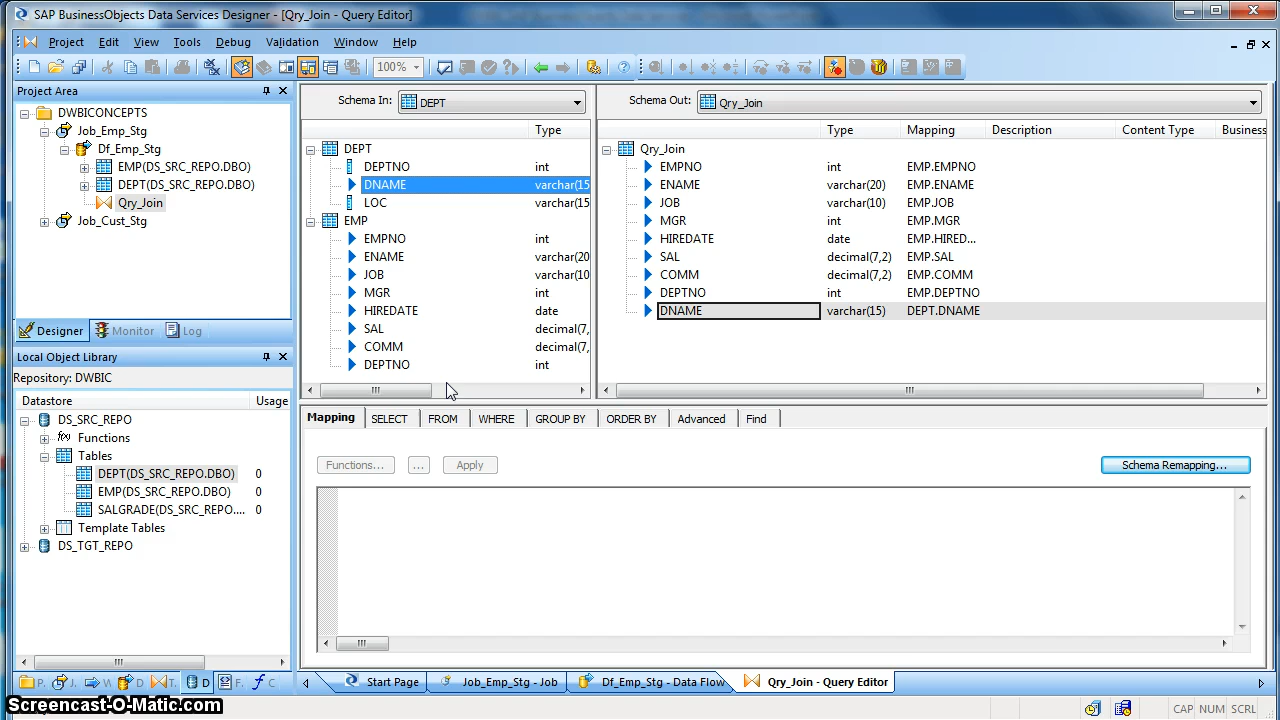 SAP BusinessObjects Data Services Designer - [Qry_Join - Query Editor]
Project Edit View Tools Debug Validation Window Help
100%
Project Area
DWBICONCEPTS
Job_Emp_Stg
Df_Emp_Stg
EMP(DS_SRC_REPO.DBO)
DEPT(DS_SRC_REPO.DBO)
Qry_Join
Job_Cust_Stg
Designer Monitor Log
Local Object Library
Repository: DWBIC
Datastore Usage
DS_SRC_REPO
Functions
Tables
DEPT(DS_SRC_REPO.DBO) 0
EMP(DS_SRC_REPO.DBO) 0
SALGRADE(DS_SRC_REPO.... 0
Template Tables
DS_TGT_REPO
P. J. W D T. D F. C
Schema In: DEPT
Type
DEPT
DEPTNO int
DNAME varchar(15
LOC varchar(15
EMP
EMPNO int
ENAME varchar(20
JOB varchar(10
MGR int
HIREDATE date
SAL decimal(7,
COMM decimal(7,
DEPTNO int
Schema Out: Qry_Join
Type Mapping Description Content Type Business
Qry_Join
EMPNO int EMP.EMPNO
ENAME varchar(20) EMP.ENAME
JOB varchar(10) EMP.JOB
MGR int EMP.MGR
HIREDATE date EMP.HIRED...
SAL decimal(7,2) EMP.SAL
COMM decimal(7,2) EMP.COMM
DEPTNO int EMP.DEPTNO
DNAME varchar(15) DEPT.DNAME
Mapping SELECT FROM WHERE GROUP BY ORDER BY Advanced Find
Functions... ... Apply Schema Remapping...
Start Page Job_Emp_Stg - Job Df_Emp_Stg - Data Flow Qry_Join - Query Editor
Screencast-O-Matic.com
CAP NUM SCRL